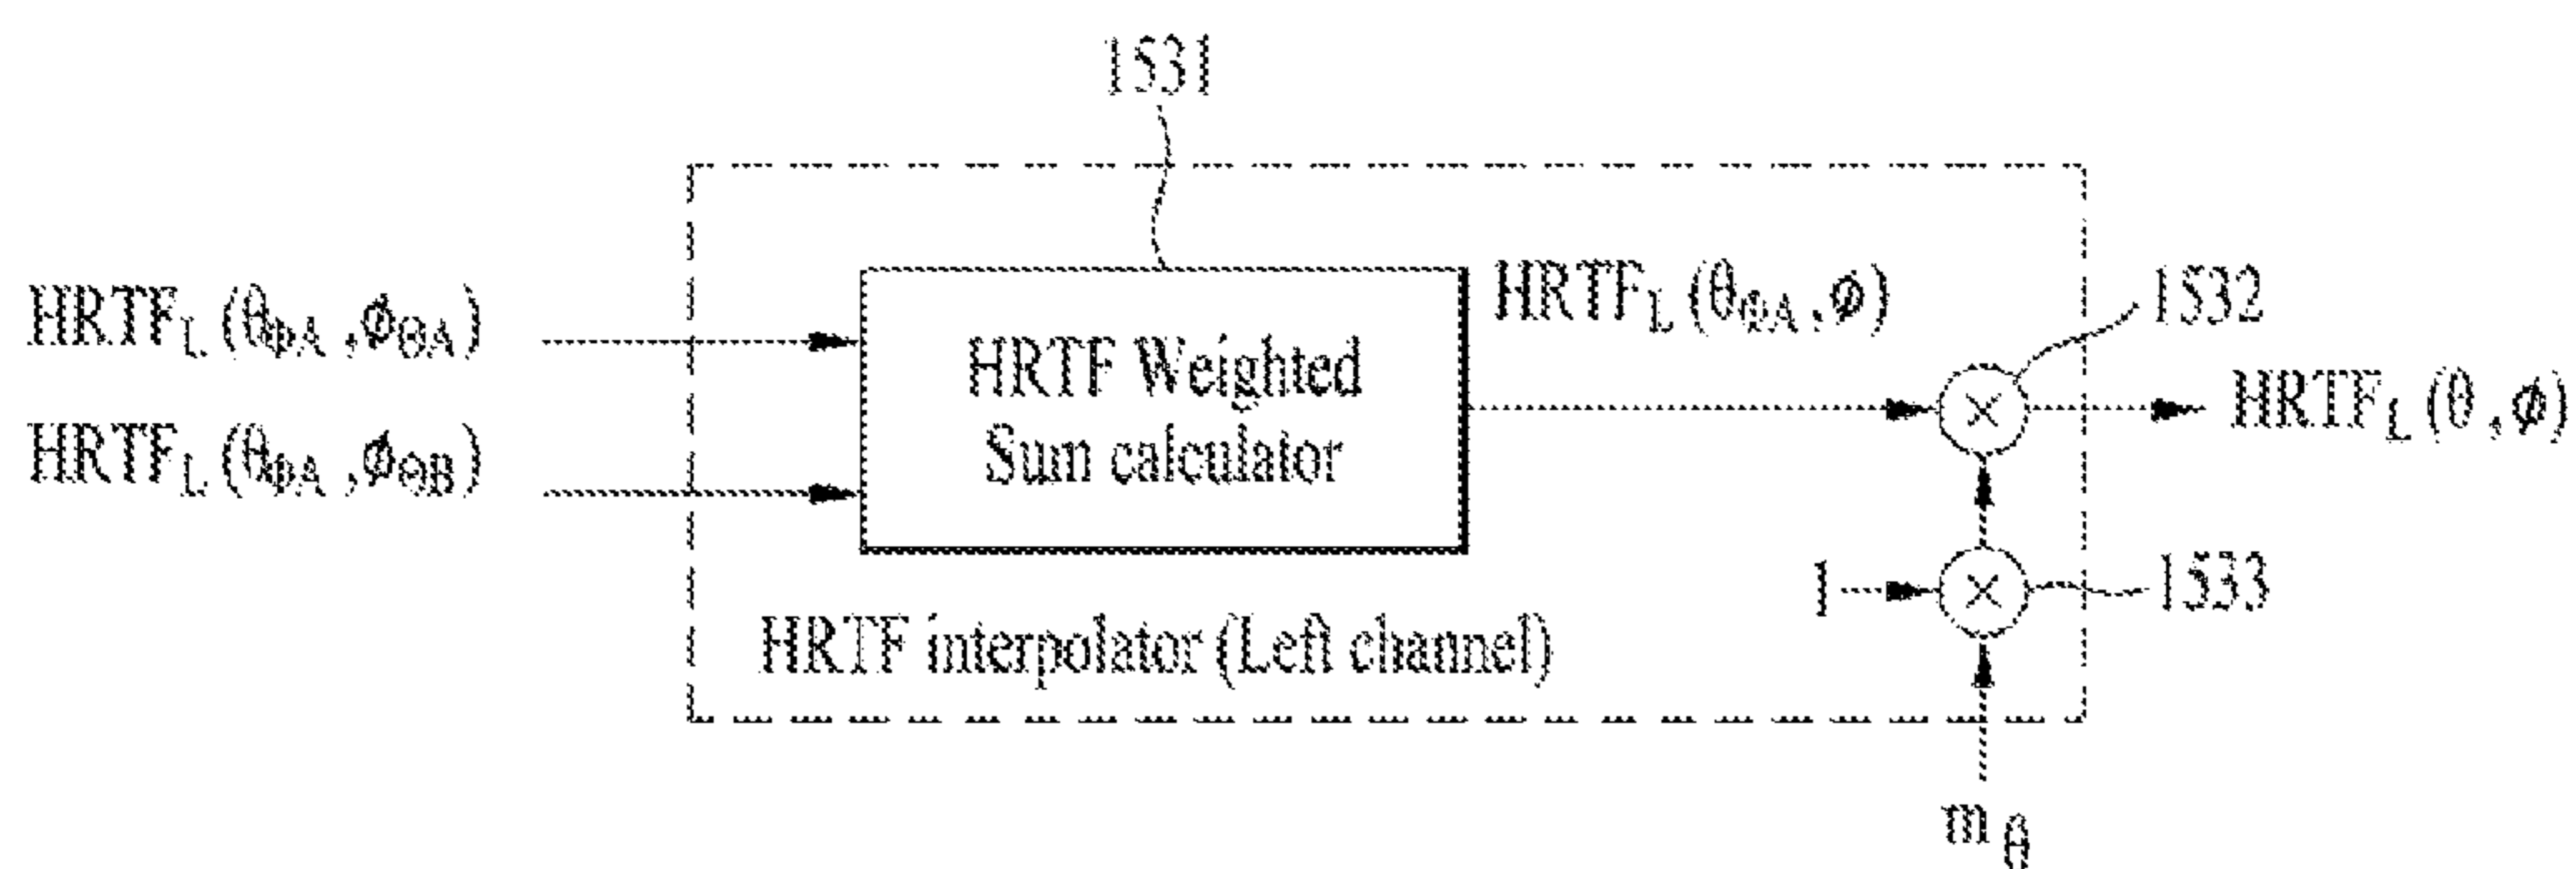 1531
HRTF_L (θ_ΦA ,ϕ_ΘA)
HRTF_L (θ_ΦA ,ϕ_ΘB)
HRTF Weighted
Sum calculator
HRTF_L (θ_ΦA ,ϕ)
1532
HRTF_L (θ ,ϕ)
1
1533
HRTF interpolator (Left channel)
m_θ